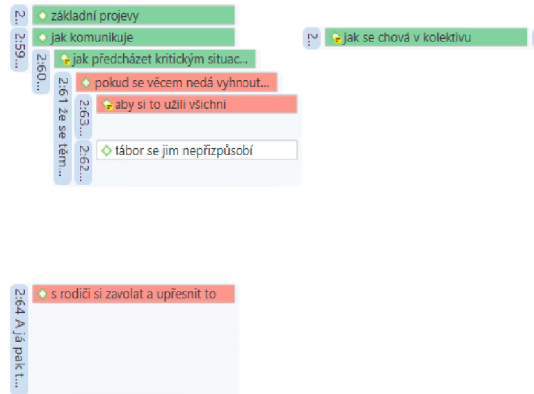 2... základní projevy
2:59... jak komunikuje
2... jak se chová v kolektivu
2:60... jak předcházet kritickým situac...
2:61 že se těm... pokud se věcem nedá vyhnout...
2:63... aby si to užili všichni
2:62... tábor se jim nepřizpůsobí
2:64 A já pak t... s rodiči si zavolat a upřesnit to